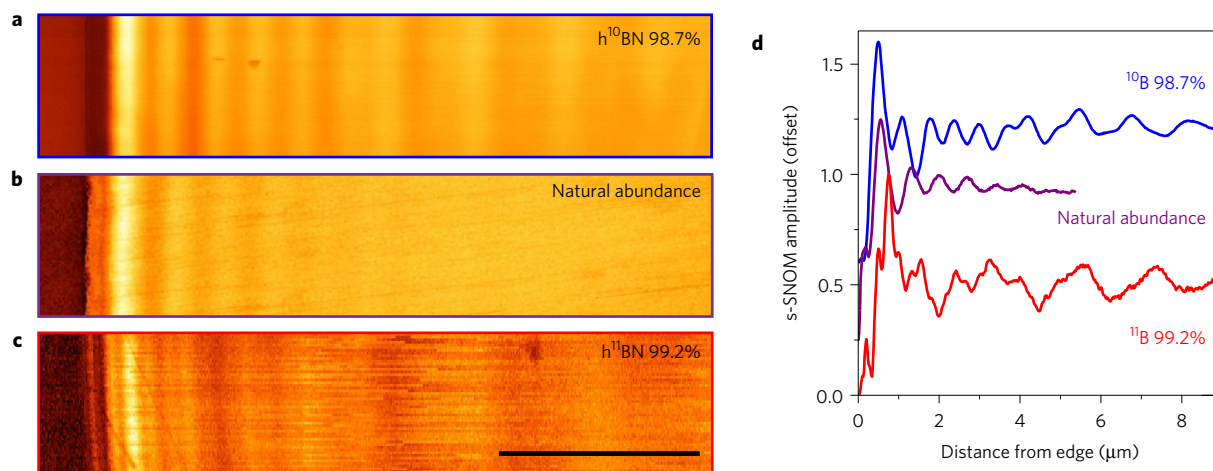 a
h¹⁰BN 98.7%
b
Natural abundance
c
h¹¹BN 99.2%
d
s-SNOM amplitude (offset)
1.5
1.0
0.5
0.0
¹⁰B 98.7%
Natural abundance
¹¹B 99.2%
0 2 4 6 8
Distance from edge (μm)